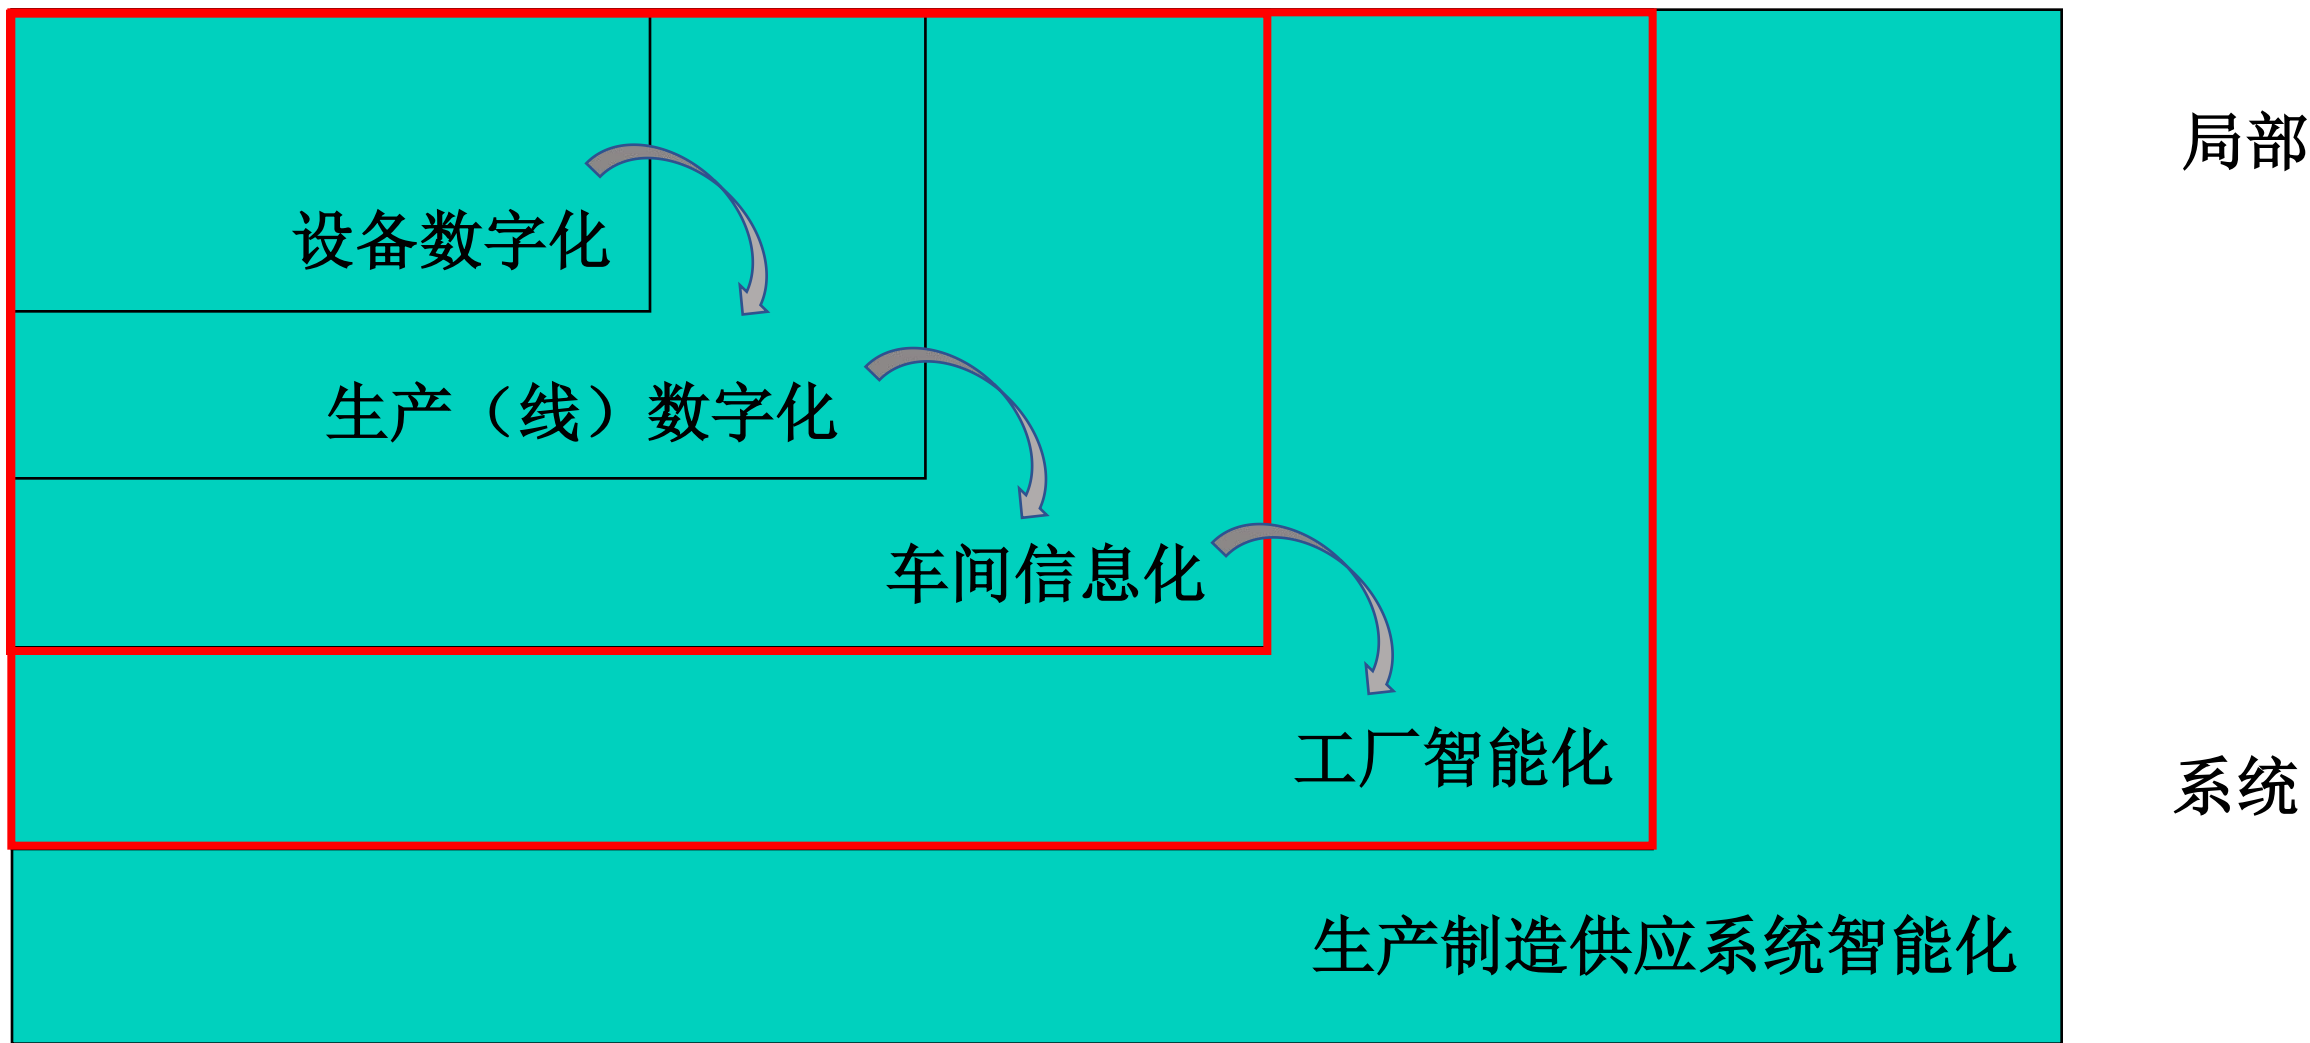 局部
设备数字化
生产（线）数字化
车间信息化
工厂智能化
系统
生产制造供应系统智能化